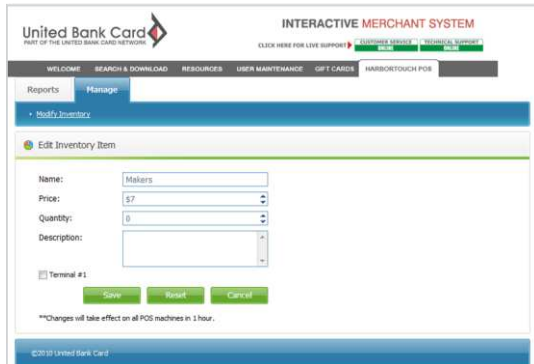 United Bank Card
PART OF THE UNITED BANK CARD NETWORK
INTERACTIVE MERCHANT SYSTEM
CLICK HERE FOR LIVE SUPPORT
CUSTOMER SERVICE
ONLINE
TECHNICAL SUPPORT
ONLINE
WELCOME SEARCH & DOWNLOAD RESOURCES USER MAINTENANCE GIFT CARDS HARBORTOUCH POS
Reports Manage
Modify Inventory
Edit Inventory Item
Name: Makers
Price: $7
Quantity: 0
Description:
Terminal #1
Save Reset Cancel
**Changes will take effect on all POS machines in 1 hour.
©2010 United Bank Card